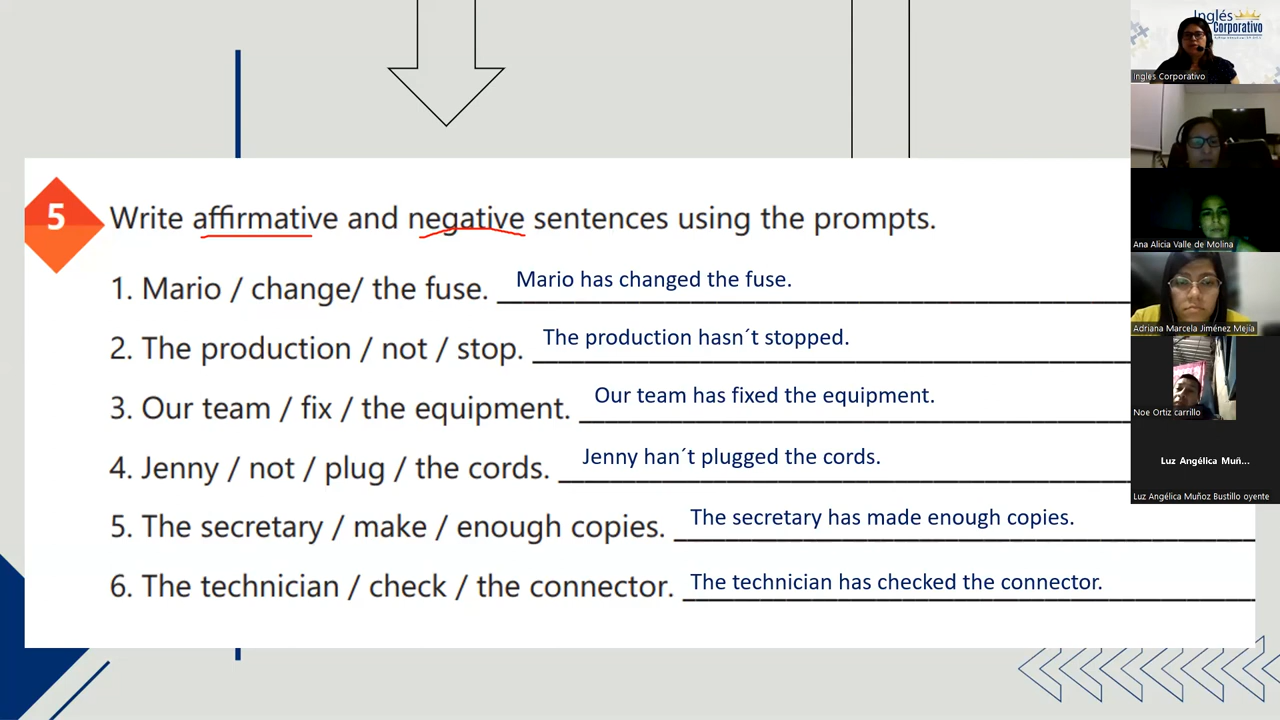 5 Write affirmative and negative sentences using the prompts.
1. Mario / change/ the fuse. Mario has changed the fuse.
2. The production / not / stop. The production hasn´t stopped.
3. Our team / fix / the equipment. Our team has fixed the equipment.
4. Jenny / not / plug / the cords. Jenny han´t plugged the cords.
5. The secretary / make / enough copies. The secretary has made enough copies.
6. The technician / check / the connector. The technician has checked the connector.
Inglés
Corporativo
Inglés Corporativo
Ana Alicia Valle de Molina
Adriana Marcela Jiménez Mejía
Noe Ortiz carrillo
Luz Angélica Muñ...
Luz Angélica Muñoz Bustillo oyente